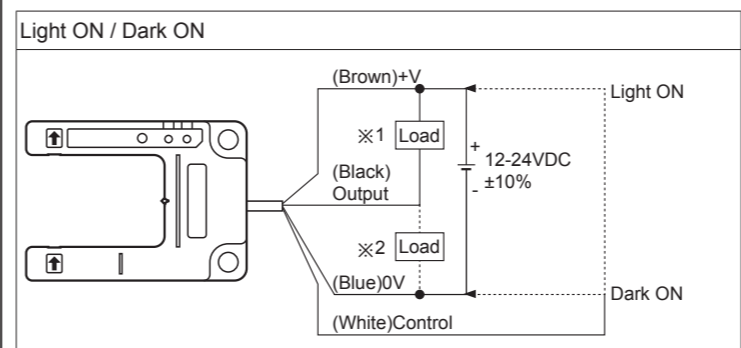 Light ON / Dark ON
(Brown)+V
Light ON
※1 Load
+
12-24VDC
±10%
-
(Black)
Output
※2 Load
(Blue)0V
Dark ON
(White)Control